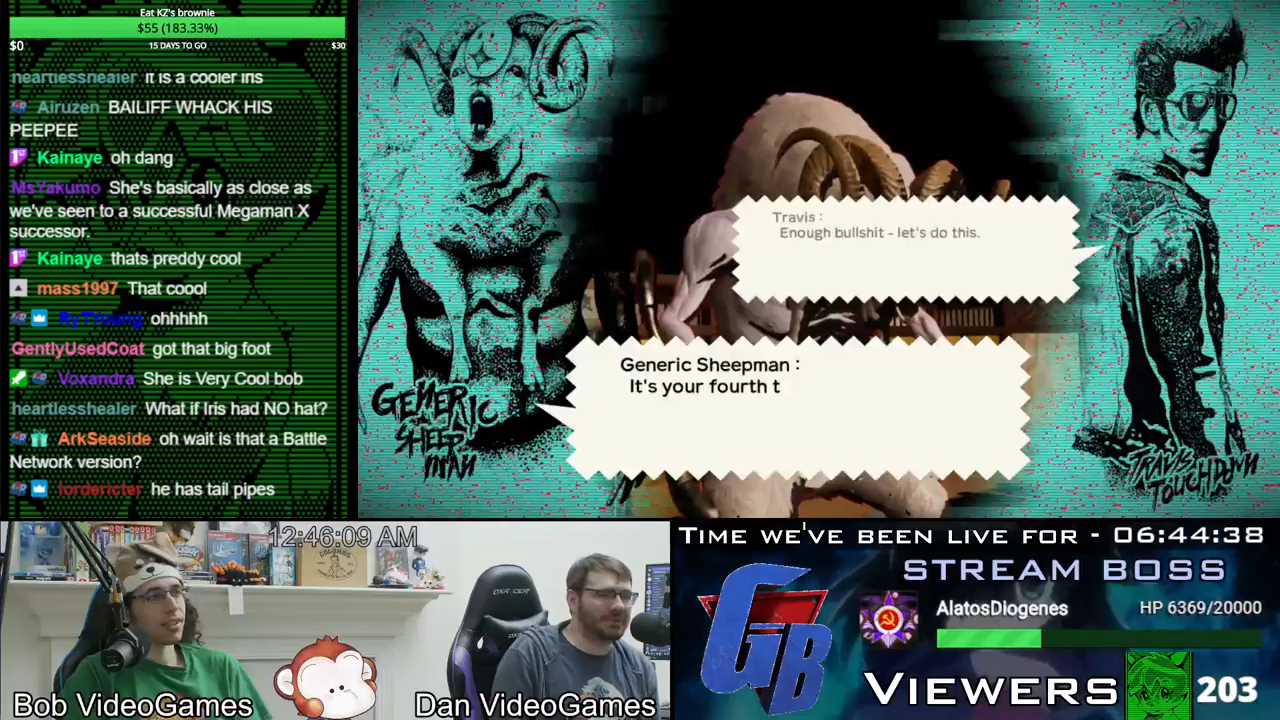 Eat KZ's brownie
$55 (183.33%)
$0
15 DAYS TO GO
$30
heartlesshealer it is a cooler iris
Airuzen BAILIFF WHACK HIS
PEEPEE
Kainaye oh dang
MsYakumo She's basically as close as
we've seen to a successful Megaman X
successor.
Kainaye thats preddy cool
mass1997 That coool
RyTYoung ohhhhh
GentlyUsedCoat got that big foot
Voxandra She is Very Cool bob
heartlesshealer What if Iris had NO hat?
ArkSeaside oh wait is that a Battle
Network version?
lordericter he has tail pipes
Travis :
Enough bullshit - let's do this.
Generic Sheepman :
It's your fourth t
GENERIC
SHEEP
MAN
TRAVIS
TOUCHDOWN
12:46:09 AM
COLOMBO
DXRACER
Bob VideoGames
Dan VideoGames
TIME WE'VE BEEN LIVE FOR - 06:44:38
STREAM BOSS
AlatosDiogenes
HP 6369/20000
GB
VIEWERS
203